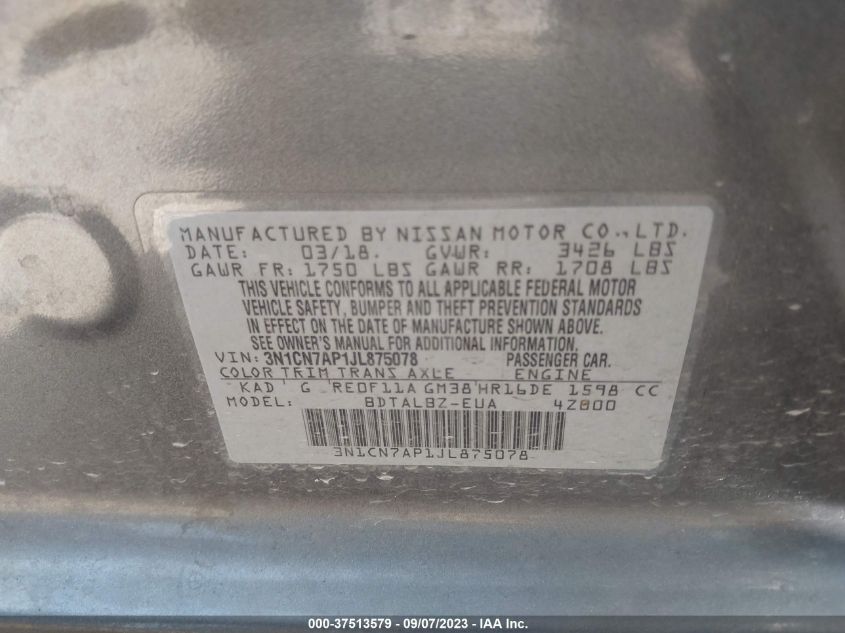 MANUFACTURED BY NISSAN MOTOR CO., LTD.
DATE: 03/18. GVWR: 3426 LBS
GAWR FR: 1750 LBS GAWR RR: 1708 LBS
THIS VEHICLE CONFORMS TO ALL APPLICABLE FEDERAL MOTOR
VEHICLE SAFETY, BUMPER AND THEFT PREVENTION STANDARDS
IN EFFECT ON THE DATE OF MANUFACTURE SHOWN ABOVE.
SEE OWNER'S MANUAL FOR ADDITIONAL INFORMATION.
VIN: 3N1CN7AP1JL875078 PASSENGER CAR.
COLOR TRIM TRANS AXLE ENGINE
KAD G RE0F11A GM38 HR16DE 1598 CC
MODEL: BDTALBZ-EUA 4Z800
3N1CN7AP1JL875078
000-37513579 - 09/07/2023 - IAA Inc.